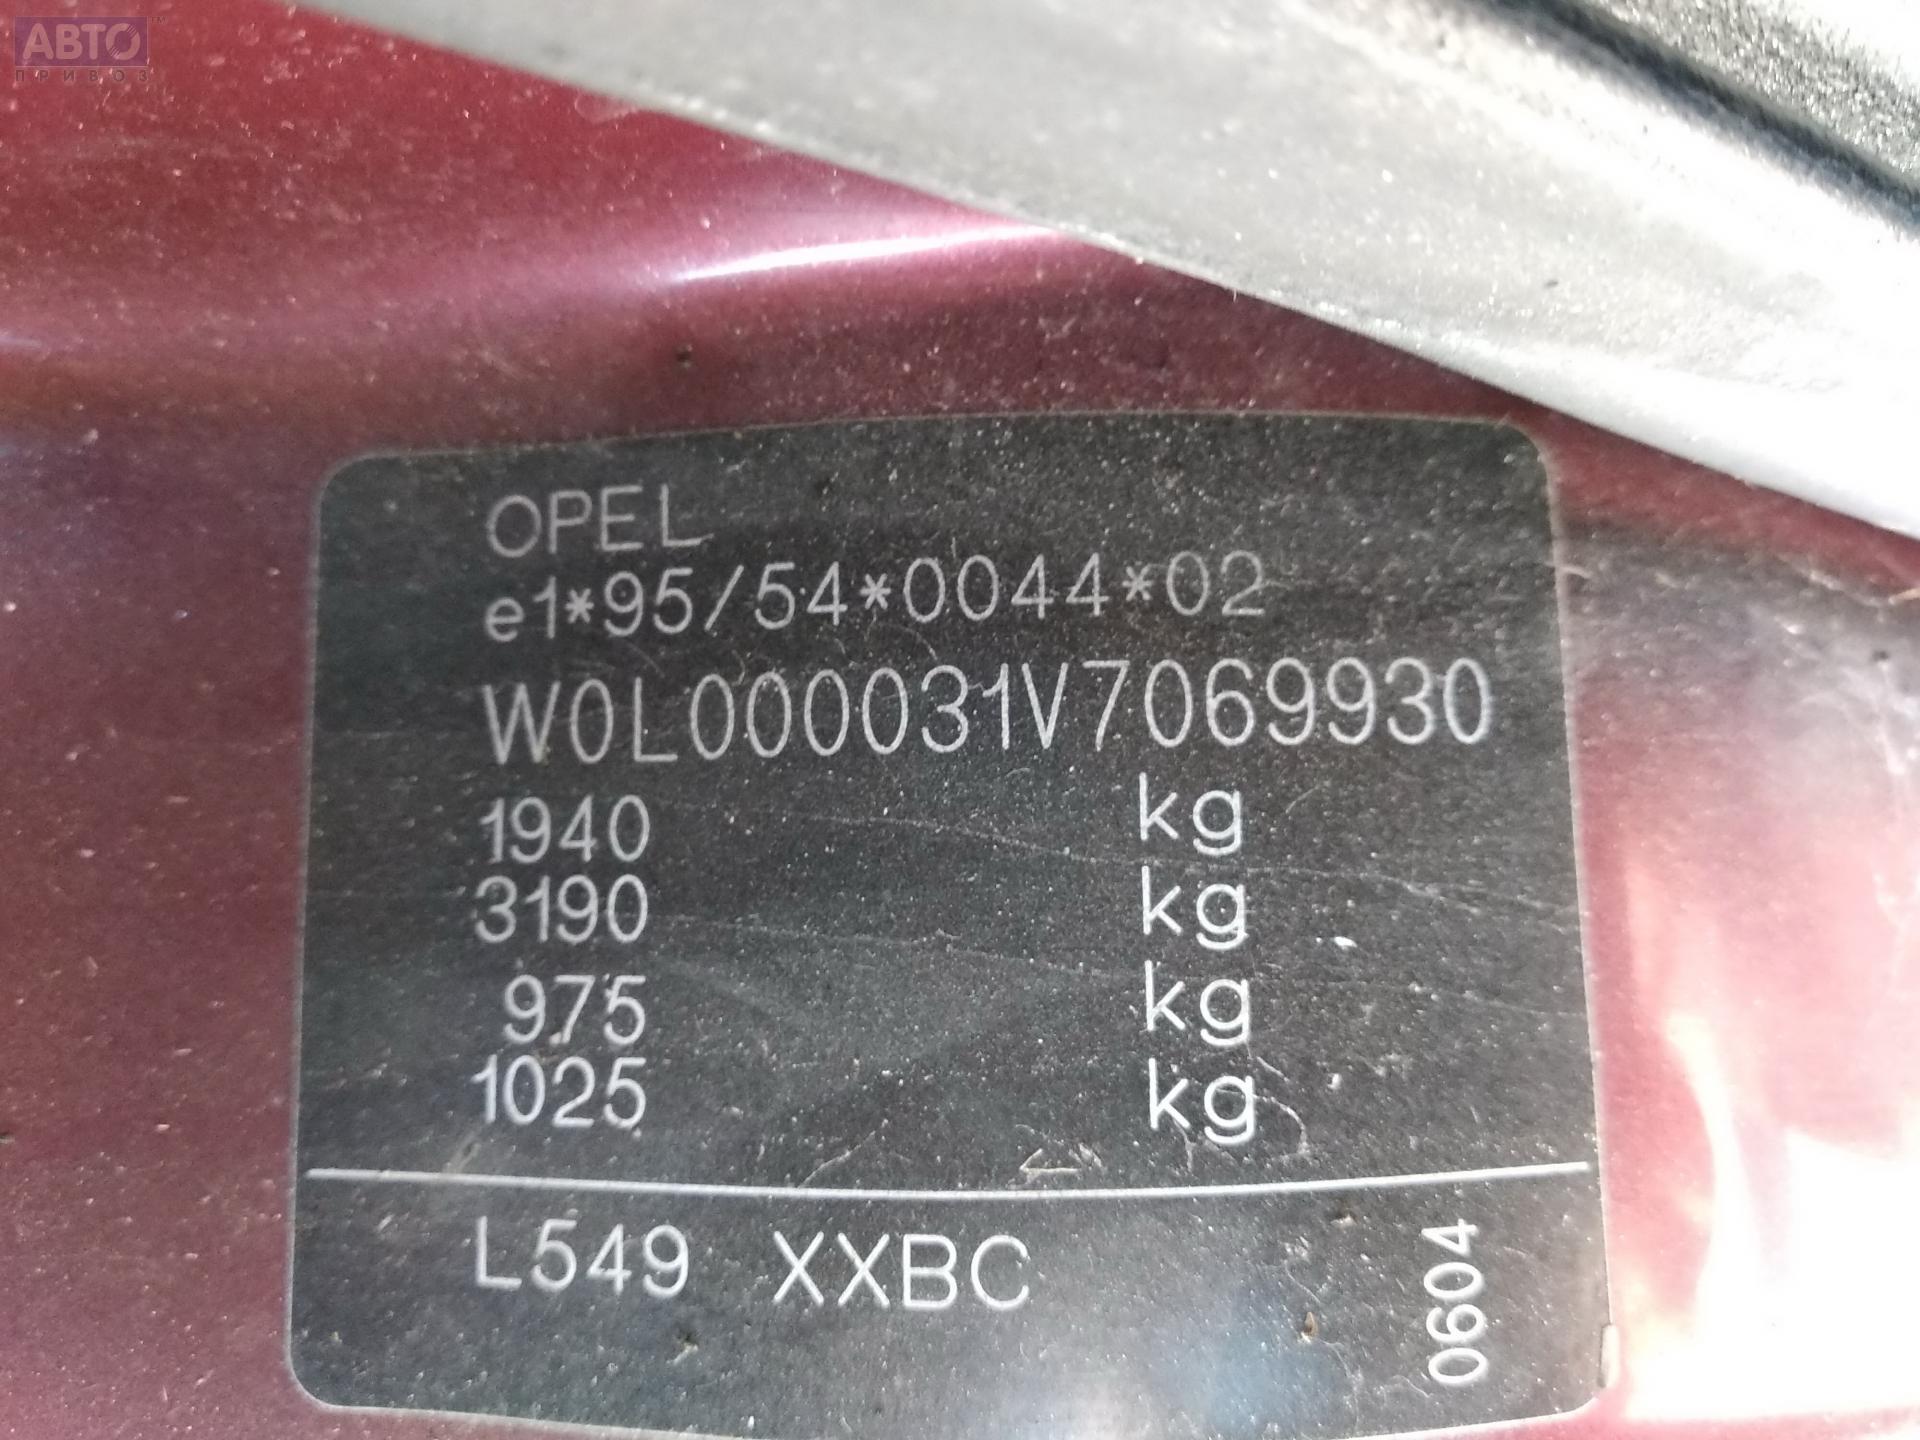 АВТО™
ПРИВОЗ
OPEL
e1*95/54*0044*02
W0L000031V7069930
1940 kg
3190 kg
975 kg
1025 kg
L549 XXBC
0604